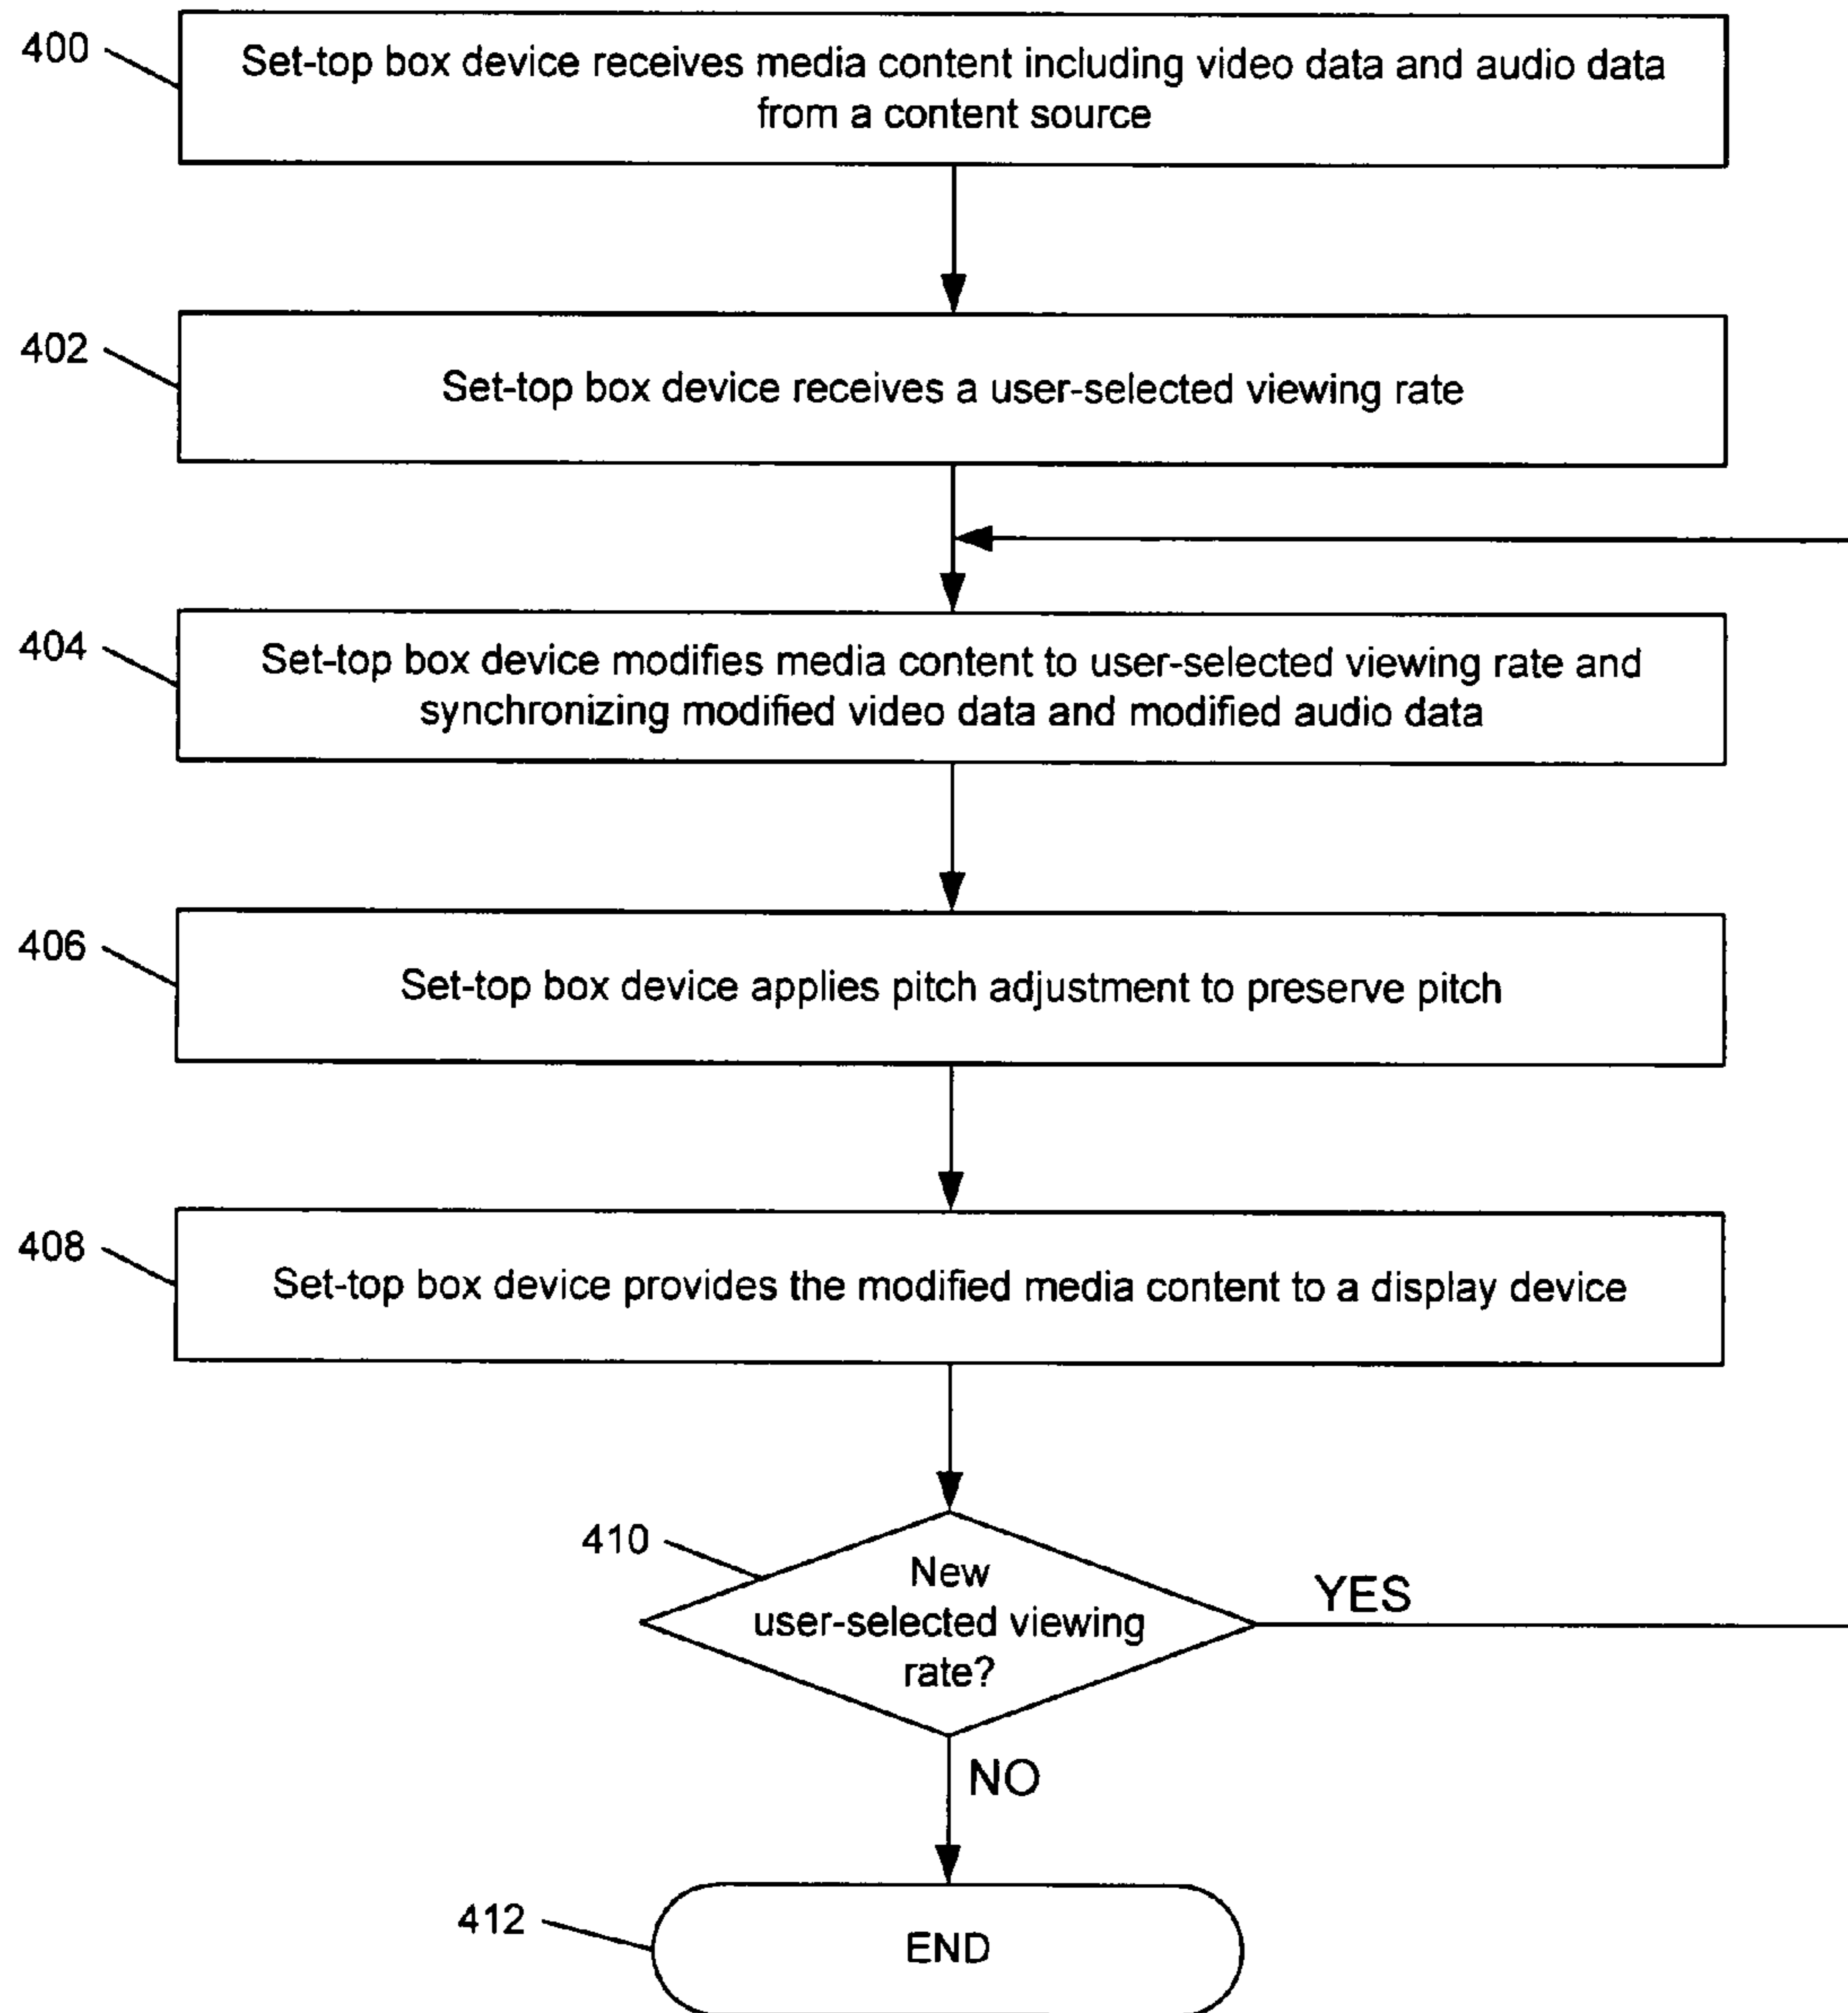 400
Set-top box device receives media content including video data and audio data
from a content source
402
Set-top box device receives a user-selected viewing rate
404
Set-top box device modifies media content to user-selected viewing rate and
synchronizing modified video data and modified audio data
406
Set-top box device applies pitch adjustment to preserve pitch
408
Set-top box device provides the modified media content to a display device
410
New
user-selected viewing
rate?
YES
NO
412
END